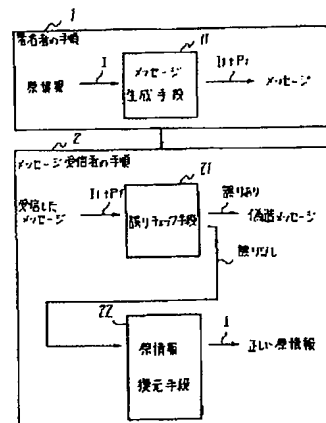 1
署名者の手順
11
原情報
I
メッセージ
生成手段
Is+Ps
メッセージ
2
メッセージ受信者の手順
21
受信した
メッセージ
Is+Ps
誤りチェック手段
誤りあり
偽造メッセージ
誤りなし
22
原情報
復元手段
I
正しい原情報